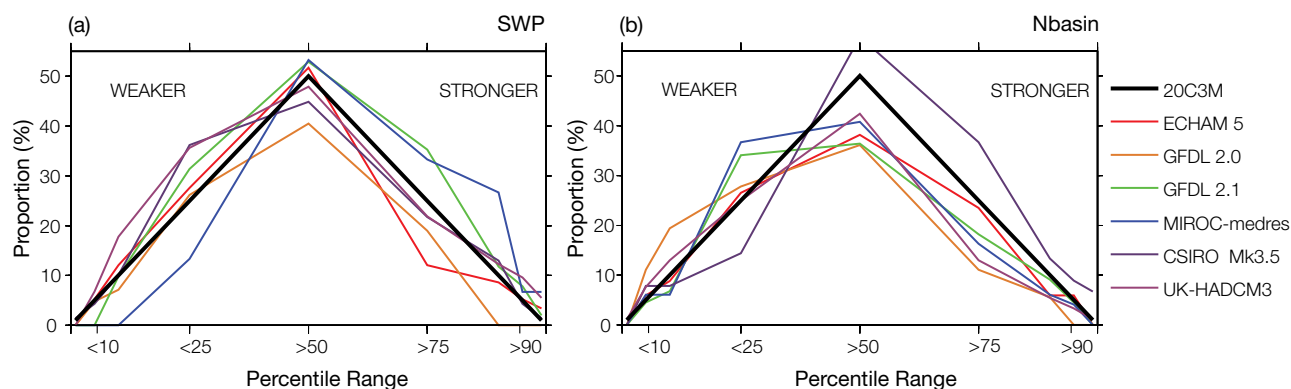 (a) SWP
(b) Nbasin
WEAKER STRONGER
WEAKER STRONGER
Proportion (%)
50
40
30
20
10
0
<10 <25 >50 >75 >90
Percentile Range
Proportion (%)
50
40
30
20
10
0
<10 <25 >50 >75 >90
Percentile Range
20C3M
ECHAM 5
GFDL 2.0
GFDL 2.1
MIROC-medres
CSIRO Mk3.5
UK-HADCM3